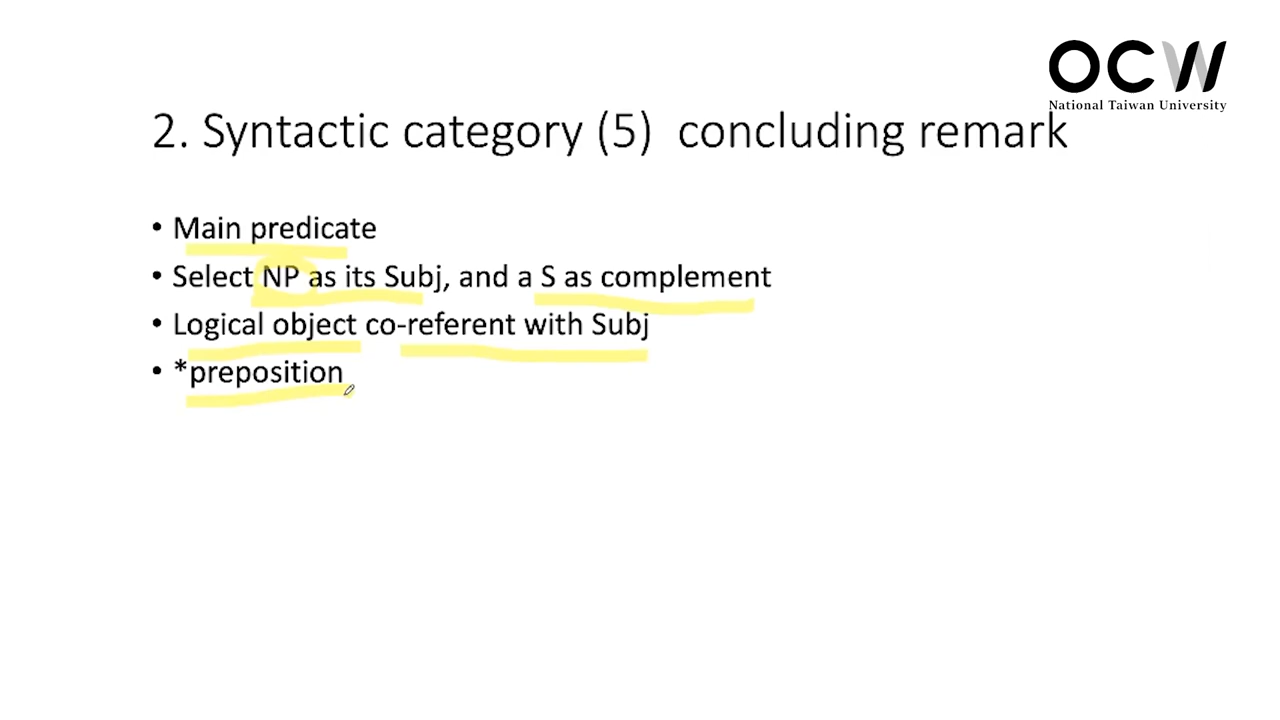 OCW
National Taiwan University
2. Syntactic category (5) concluding remark
• Main predicate
• Select NP as its Subj, and a S as complement
• Logical object co-referent with Subj
• *preposition